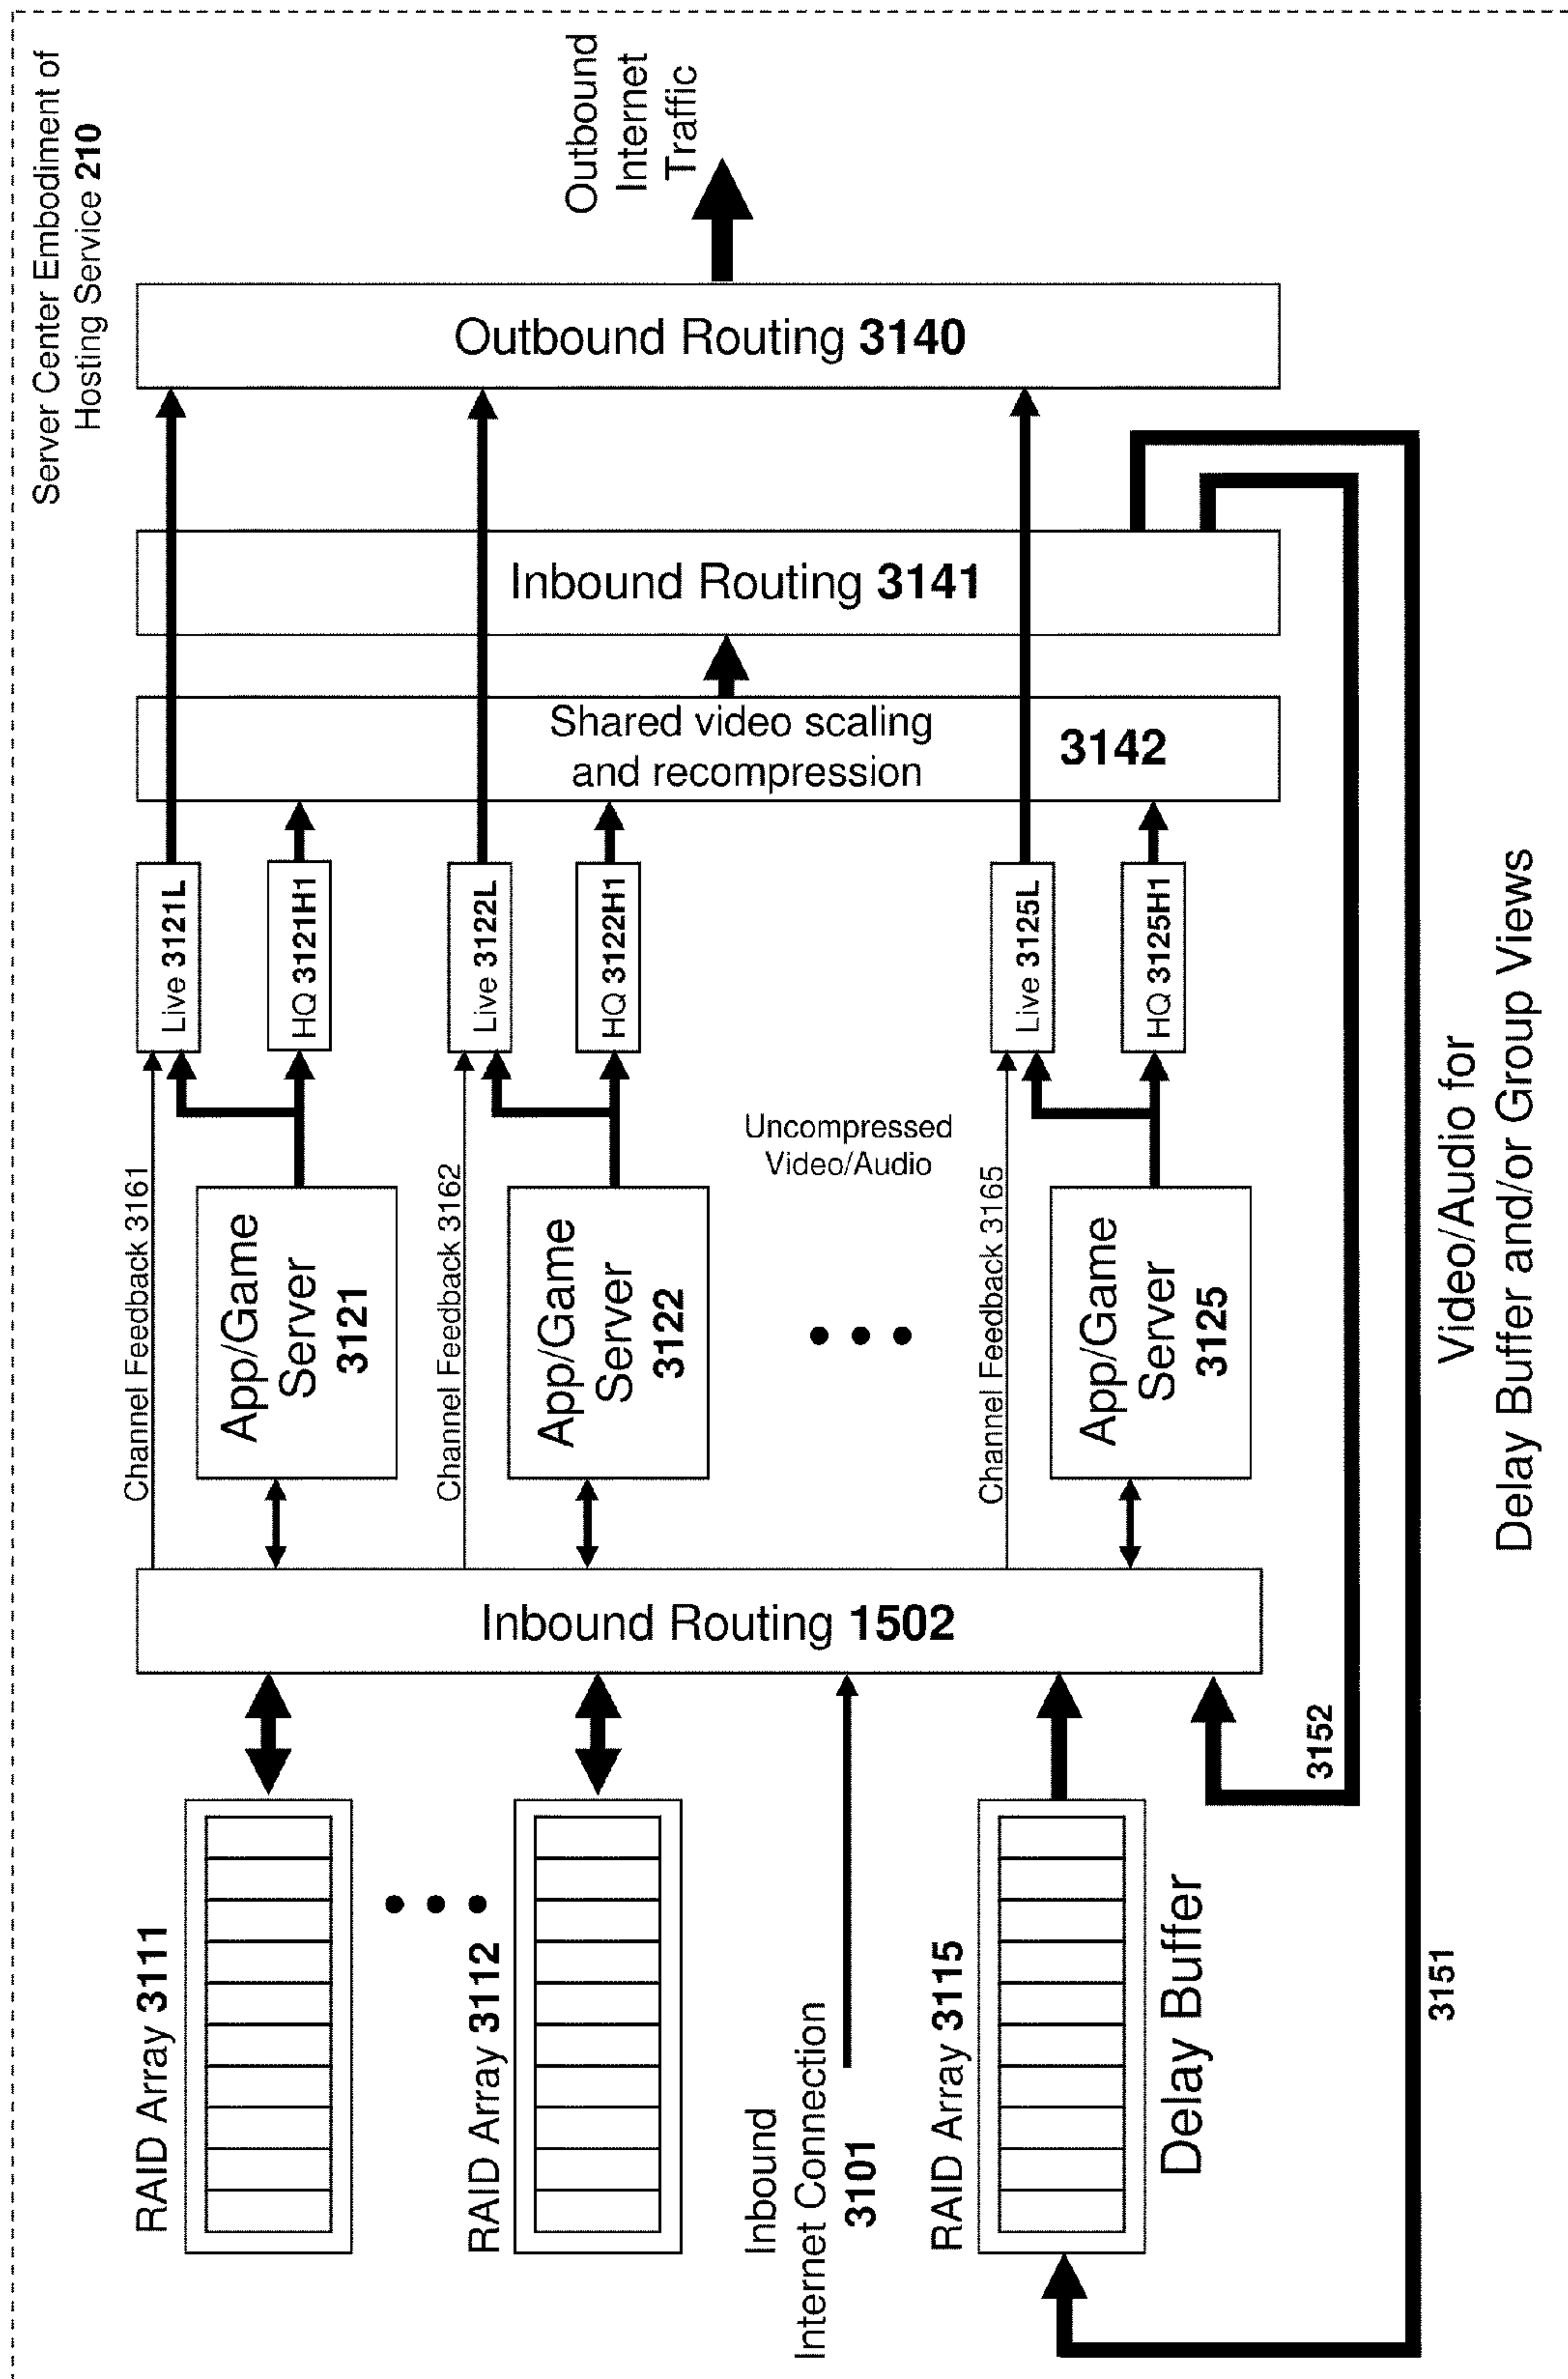 Server Center Embodiment of
Hosting Service 210
RAID Array 3111
RAID Array 3112
Inbound
Internet Connection
3101
RAID Array 3115
Delay Buffer
Inbound Routing 1502
Channel Feedback 3161
App/Game
Server
3121
Channel Feedback 3162
App/Game
Server
3122
Uncompressed
Video/Audio
Channel Feedback 3165
App/Game
Server
3125
Live 3121L
HQ 3121H1
Live 3122L
HQ 3122H1
Live 3125L
HQ 3125H1
Shared video scaling
and recompression
3142
Inbound Routing 3141
Outbound Routing 3140
Outbound
Internet
Traffic
3152
3151
Video/Audio for
Delay Buffer and/or Group Views